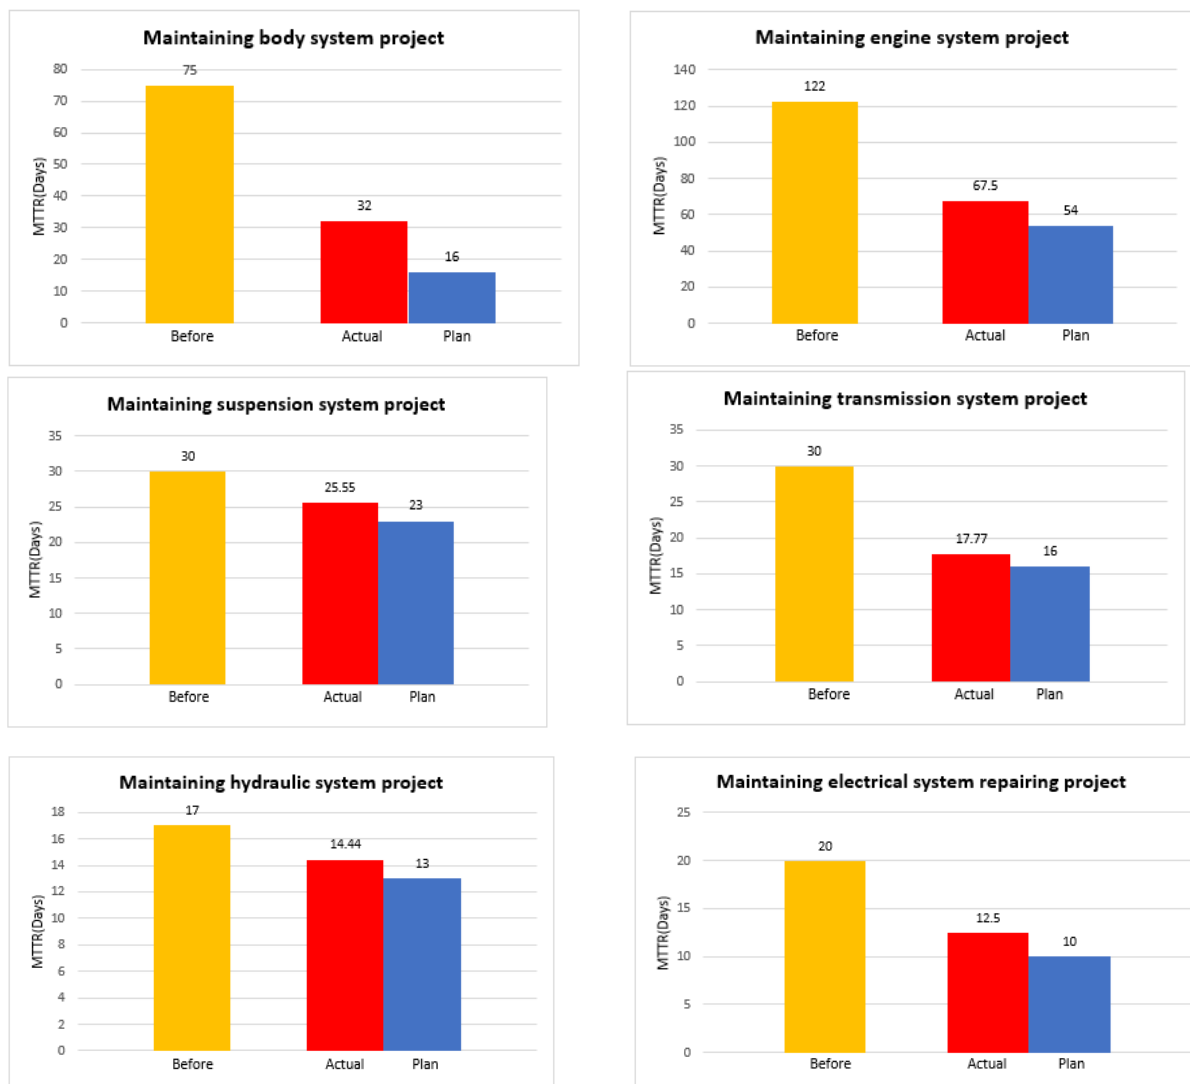 Maintaining body system project
MTTR(Days)
80
70
60
50
40
30
20
10
0
75
32
16
Before
Actual
Plan
Maintaining engine system project
MTTR(Days)
140
120
100
80
60
40
20
0
122
67.5
54
Before
Actual
Plan
Maintaining suspension system project
MTTR(Days)
35
30
25
20
15
10
5
0
30
25.55
23
Before
Actual
Plan
Maintaining transmission system project
MTTR(Days)
35
30
25
20
15
10
5
0
30
17.77
16
Before
Actual
Plan
Maintaining hydraulic system project
MTTR(Days)
18
16
14
12
10
8
6
4
2
0
17
14.44
13
Before
Actual
Plan
Maintaining electrical system repairing project
MTTR(Days)
25
20
15
10
5
0
20
12.5
10
Before
Actual
Plan